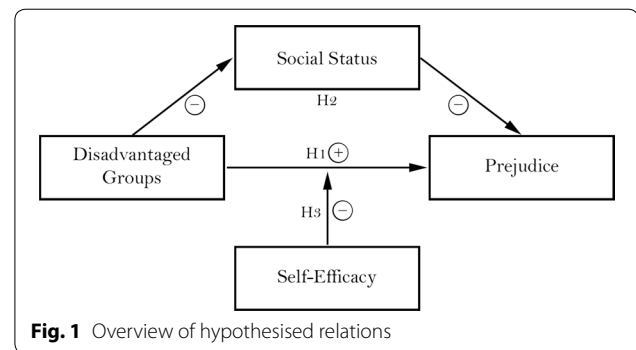 Social Status
H2
−
−
Disadvantaged
Groups
H1 +
Prejudice
H3 −
Self-Efficacy
Fig. 1 Overview of hypothesised relations